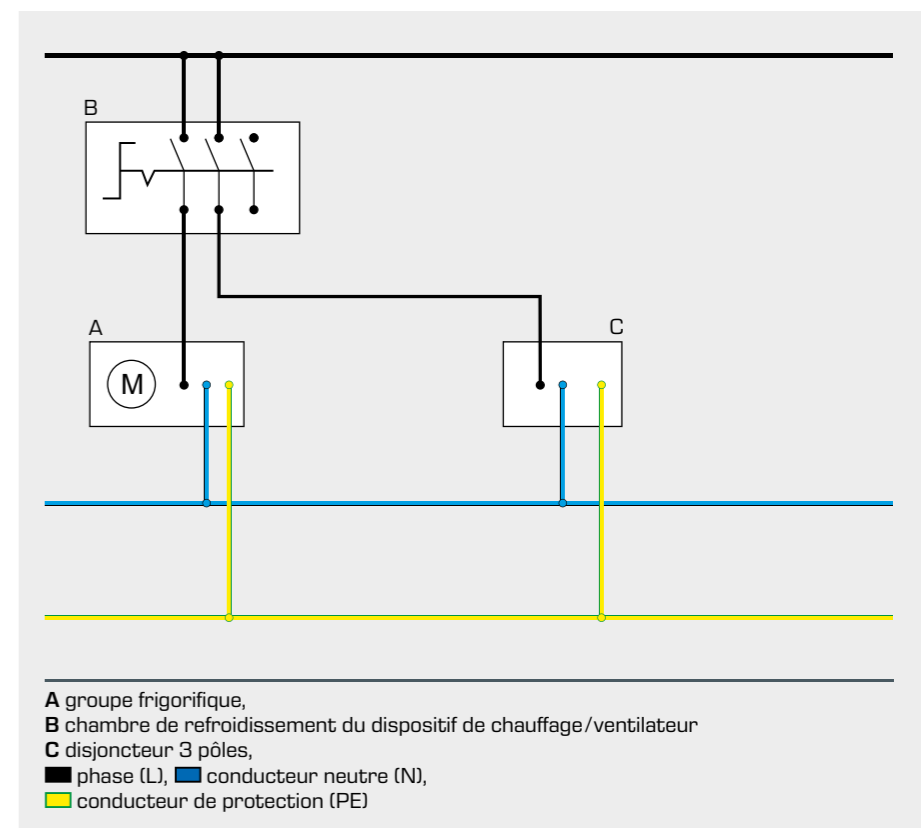 B
A
C
M
A groupe frigorifique,
B chambre de refroidissement du dispositif de chauffage/ventilateur
C disjoncteur 3 pôles,
phase (L), conducteur neutre (N),
conducteur de protection (PE)